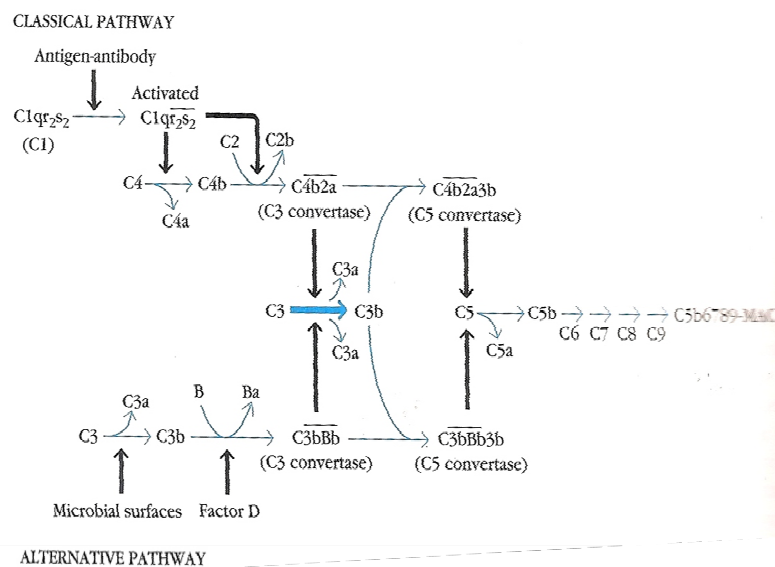 CLASSICAL PATHWAY
Antigen-antibody
Activated
C1qr₂s₂ C1qr₂s₂
(C1)
C2 C2b
C4 C4b C4b2a C4b2a3b
(C3 convertase) (C5 convertase)
C4a
C3a
C3 C3b C5 C5b C5b6789-MAC
C6 C7 C8 C9
C3a C5a
C3a B Ba
C3 C3b C3bBb C3bBb3b
(C3 convertase) (C5 convertase)
Microbial surfaces Factor D
ALTERNATIVE PATHWAY